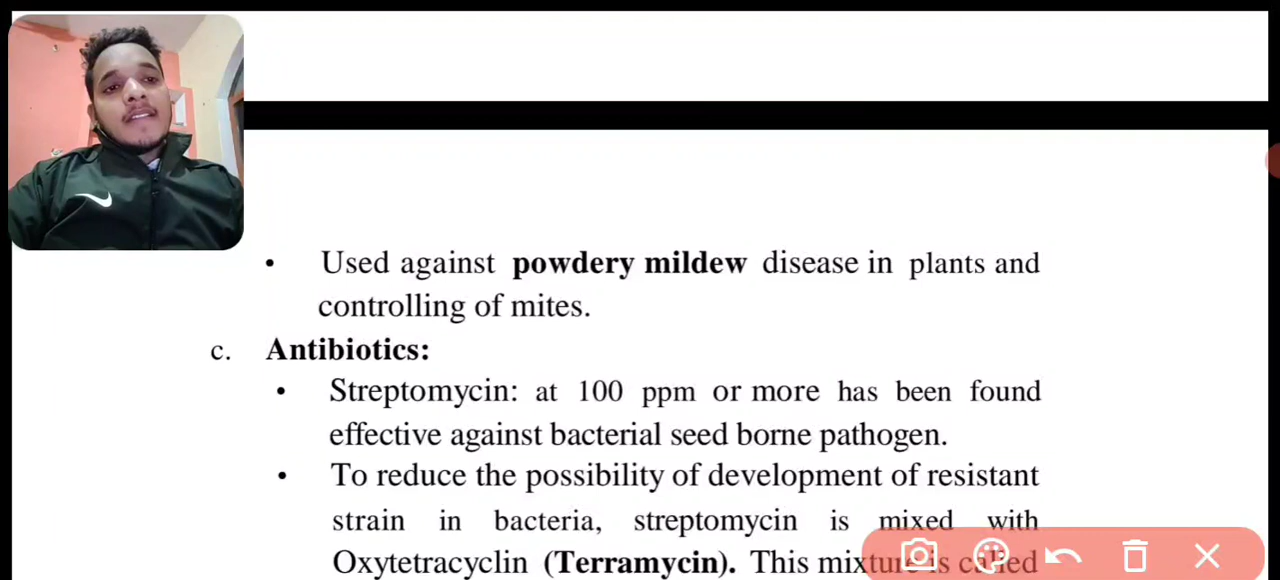 • Used against powdery mildew disease in plants and
controlling of mites.
c. Antibiotics:
• Streptomycin: at 100 ppm or more has been found
effective against bacterial seed borne pathogen.
• To reduce the possibility of development of resistant
strain in bacteria, streptomycin is mixed with
Oxytetracyclin (Terramycin). This mixture is called